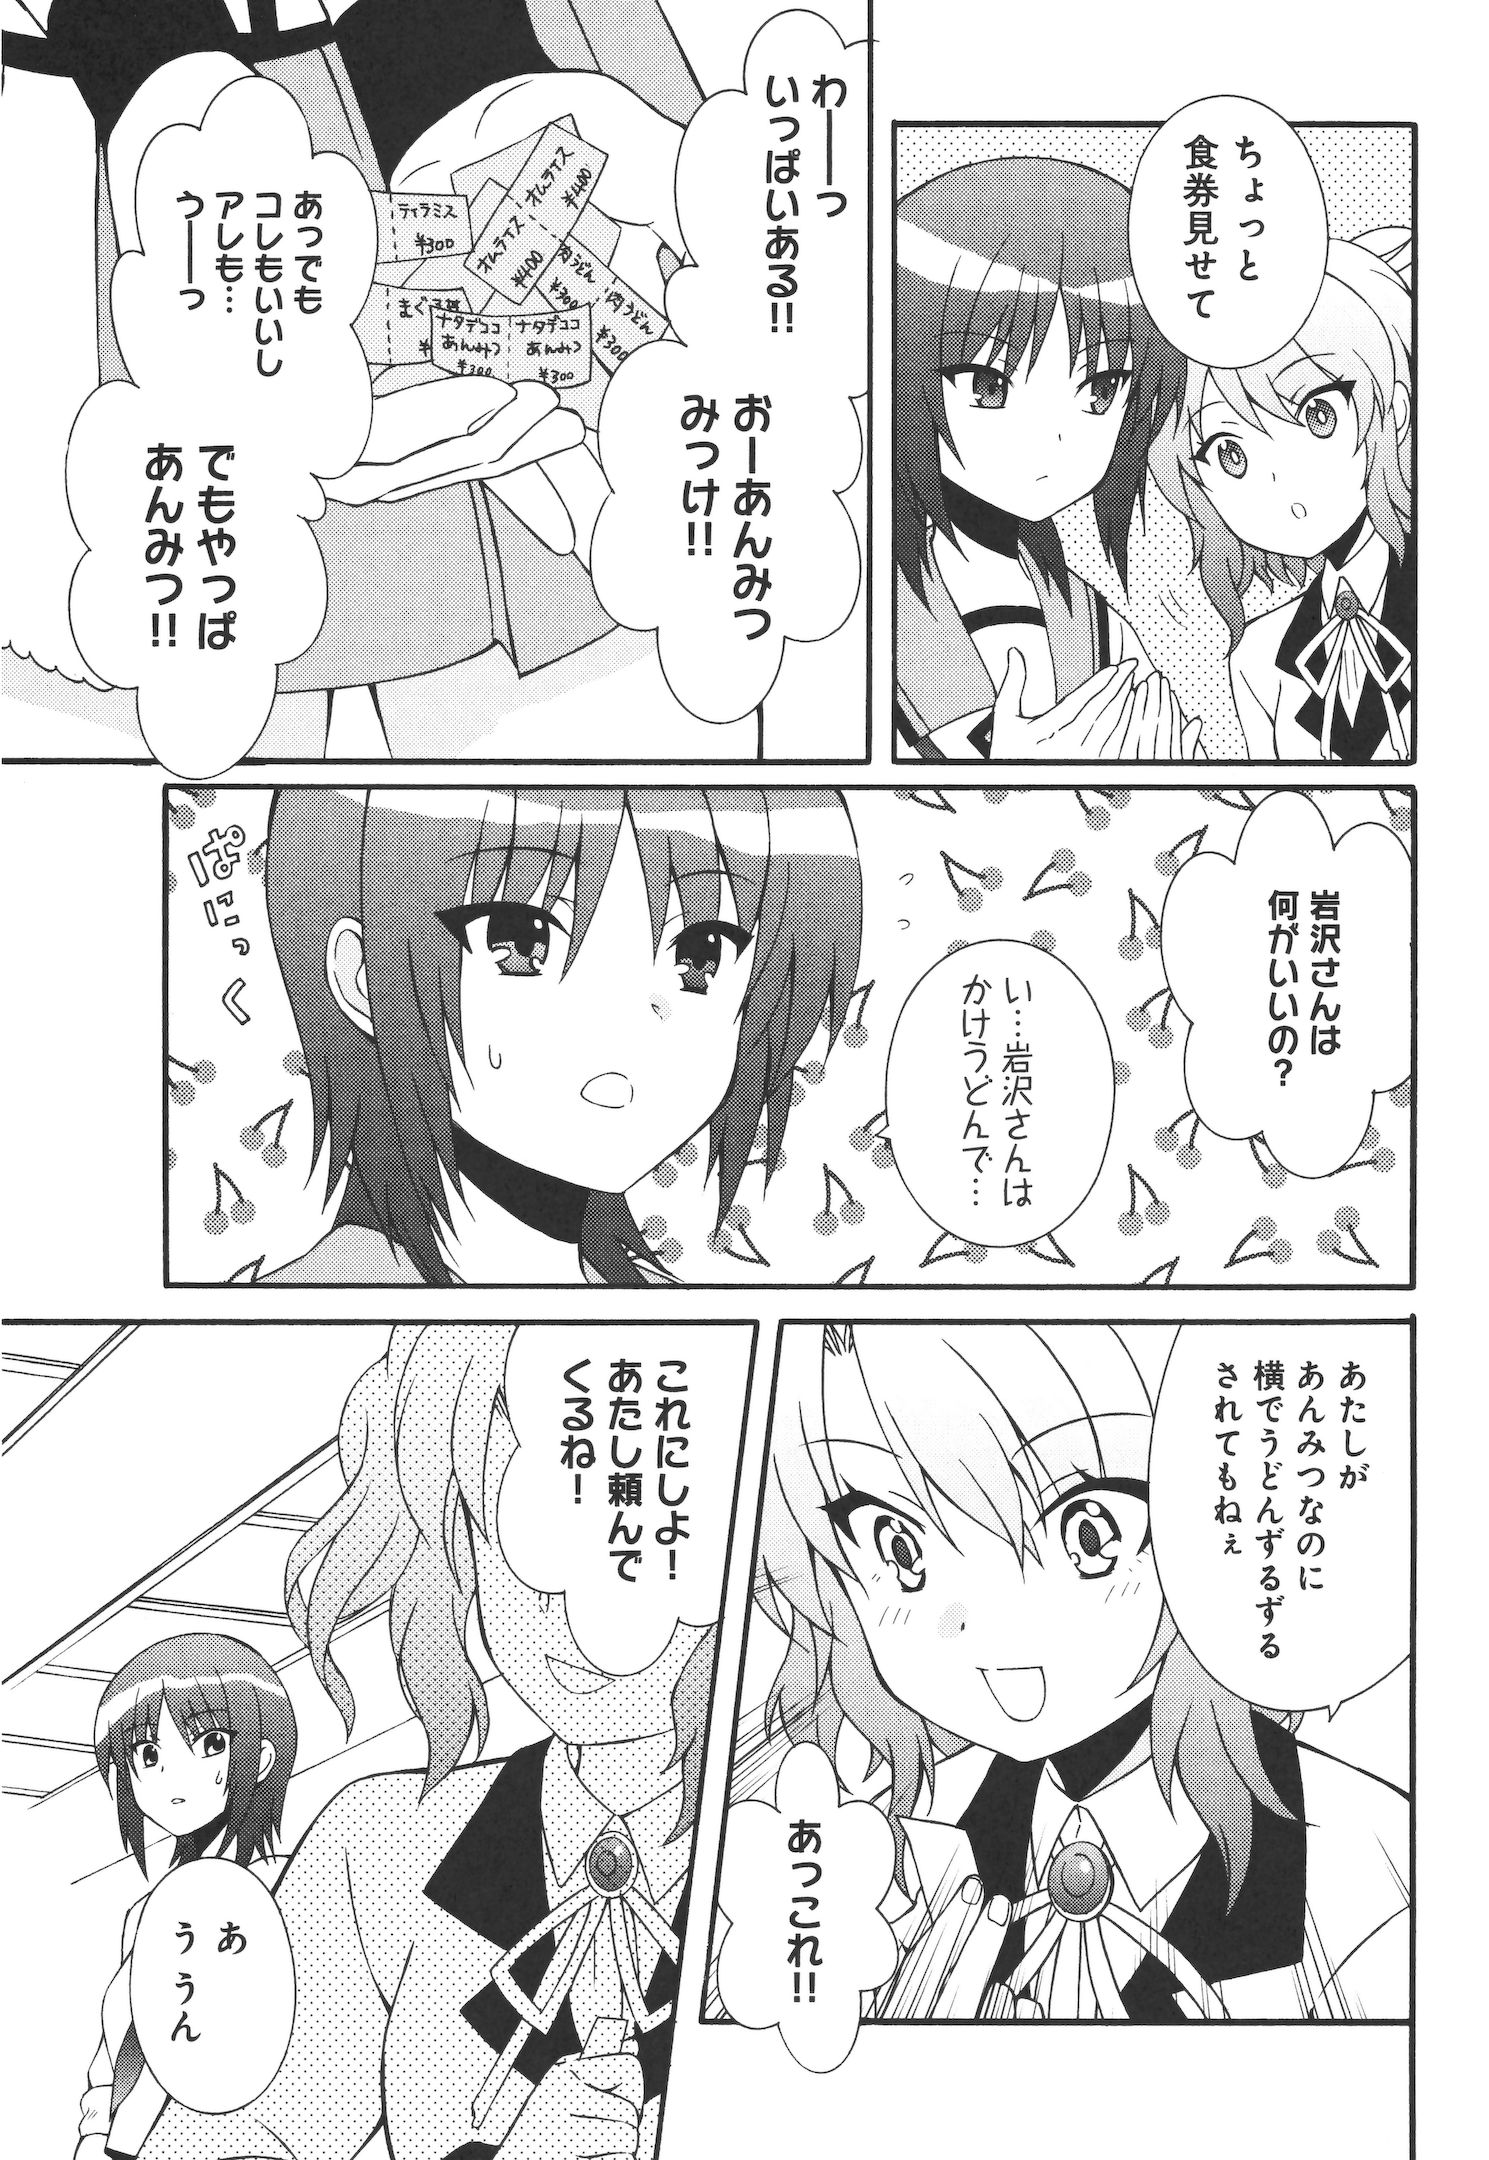 ちょっと
食券見せて
わーーっ
いっぱいある!!
おーあんみつ
みっけ!!
ティラミス
¥300
オムライス
¥400
オムライス
¥400
肉うどん
¥300
肉うどん
¥300
まぐろ丼
¥
ナタデココ
あんみつ
¥300
ナタデココ
あんみつ
¥300
あっでも
コレもいいし
アレも…
うーーっ
でもやっぱ
あんみつ!!
岩沢さんは
何がいいの?
い…岩沢さんは
かけうどんで…
ぱにっく
あたしが
あんみつなのに
横でうどんずるずる
されてもねぇ
あっこれ!!
これにしよ!
あたし頼んで
くるね!
あ
ううん